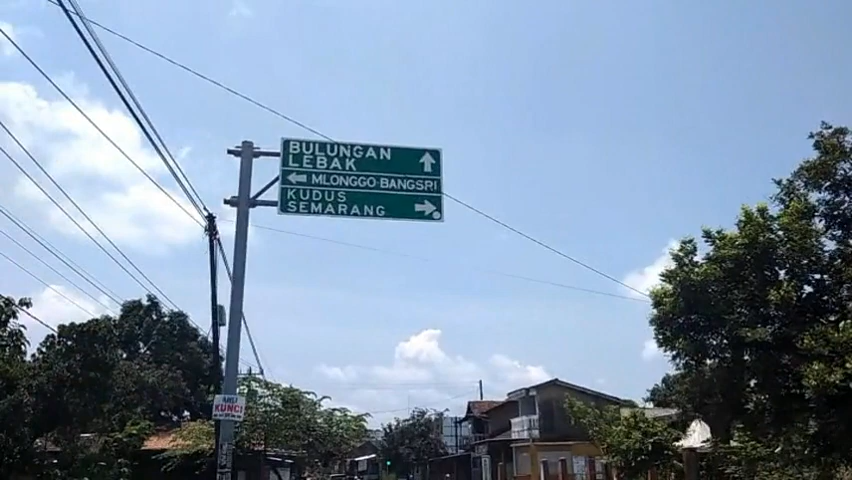 BULUNGAN
LEBAK
MLONGGO-BANGSRI
KUDUS
SEMARANG
AHLI
KUNCI